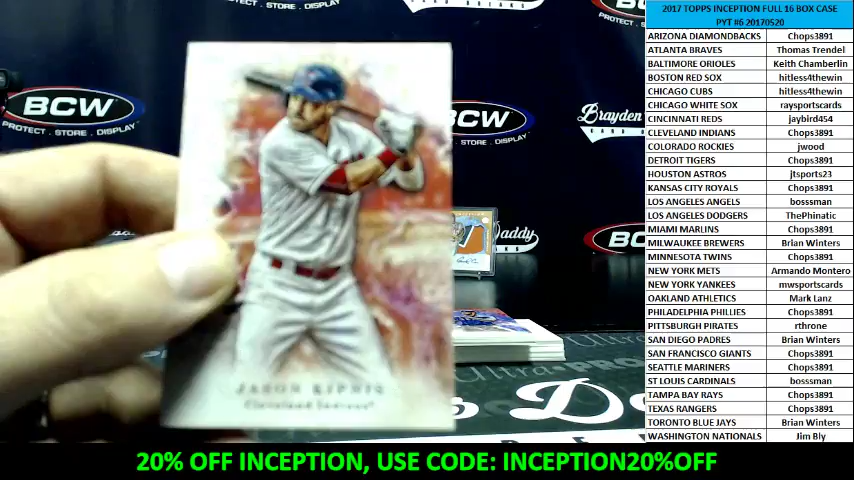 2017 TOPPS INCEPTION FULL 16 BOX CASE
PYT #6 20170520
ARIZONA DIAMONDBACKS Chops3891
ATLANTA BRAVES Thomas Trendel
BALTIMORE ORIOLES Keith Chamberlin
BOSTON RED SOX hitless4thewin
CHICAGO CUBS hitless4thewin
CHICAGO WHITE SOX raysportscards
CINCINNATI REDS jaybird454
CLEVELAND INDIANS Chops3891
COLORADO ROCKIES jwood
DETROIT TIGERS Chops3891
HOUSTON ASTROS jtsports23
KANSAS CITY ROYALS Chops3891
LOS ANGELES ANGELS bosssman
LOS ANGELES DODGERS ThePhinatic
MIAMI MARLINS Chops3891
MILWAUKEE BREWERS Brian Winters
MINNESOTA TWINS Chops3891
NEW YORK METS Armando Montero
NEW YORK YANKEES mwsportscards
OAKLAND ATHLETICS Mark Lanz
PHILADELPHIA PHILLIES Chops3891
PITTSBURGH PIRATES rthrone
SAN DIEGO PADRES Brian Winters
SAN FRANCISCO GIANTS Chops3891
SEATTLE MARINERS Chops3891
ST LOUIS CARDINALS bosssman
TAMPA BAY RAYS Chops3891
TEXAS RANGERS Chops3891
TORONTO BLUE JAYS Brian Winters
WASHINGTON NATIONALS Jim Bly
BCW
PROTECT . STORE . DISPLAY
BCW
STORE . DISPLAY
Brayden
BC
PROTECT
addy
BREAKS
JASON KIPNIS
Cleveland Indians
20% OFF INCEPTION, USE CODE: INCEPTION20%OFF